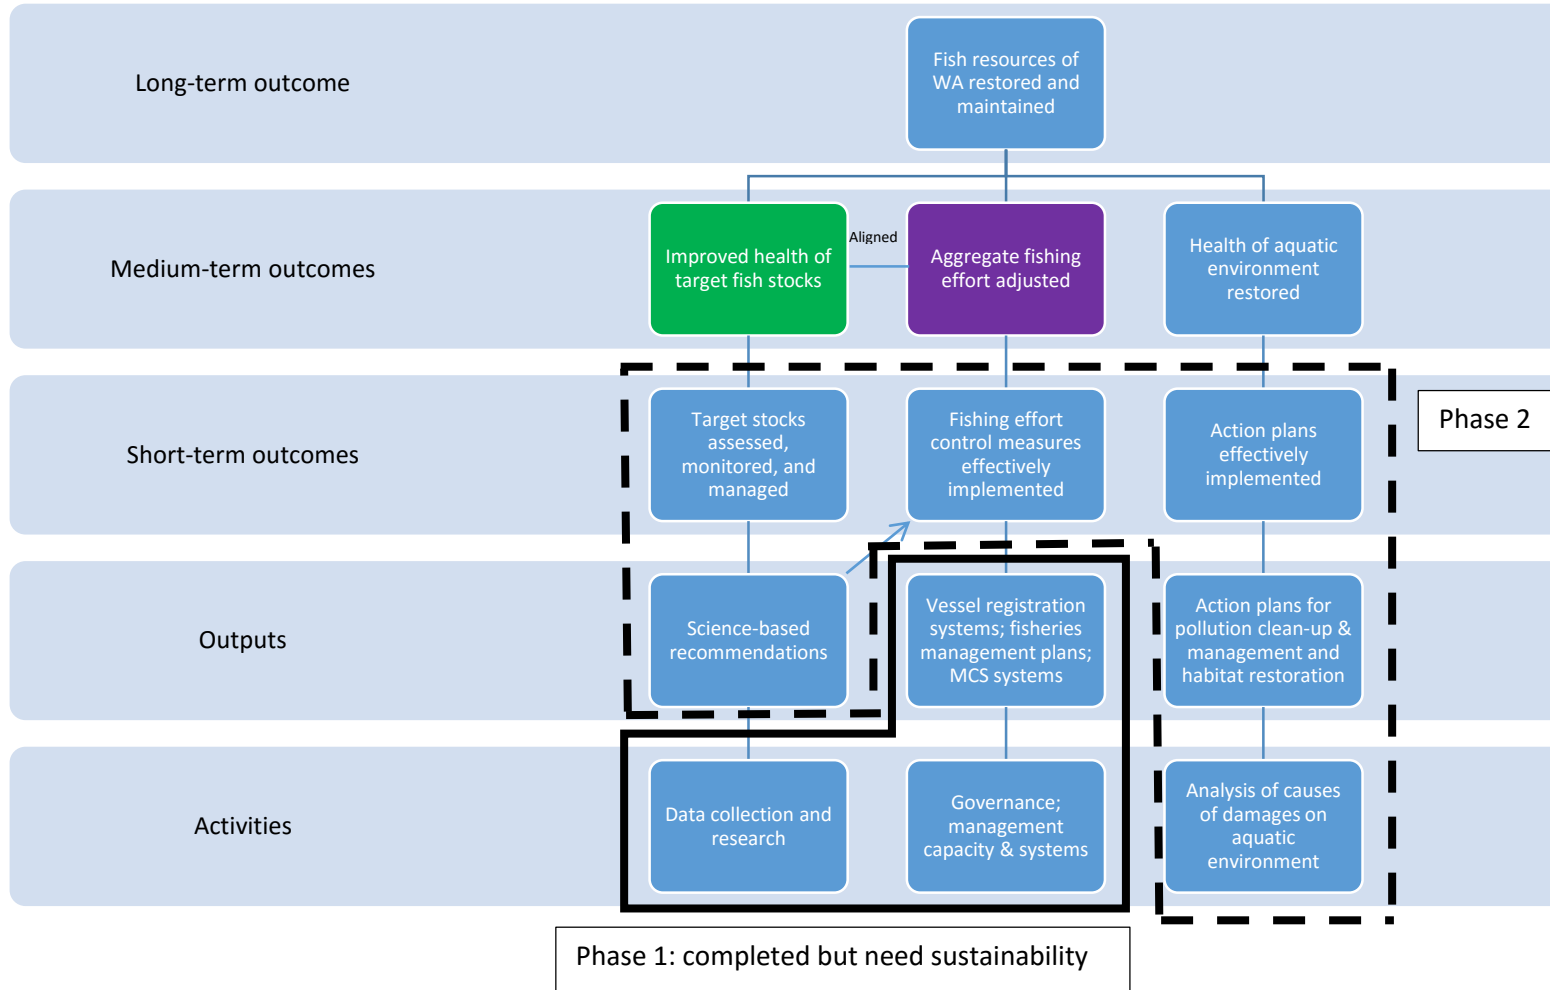 Long-term outcome
Fish resources of
WA restored and
maintained
Medium-term outcomes
Improved health of
target fish stocks
Aligned
Aggregate fishing
effort adjusted
Health of aquatic
environment
restored
Short-term outcomes
Target stocks
assessed,
monitored, and
managed
Fishing effort
control measures
effectively
implemented
Action plans
effectively
implemented
Phase 2
Outputs
Science-based
recommendations
Vessel registration
systems; fisheries
management plans;
MCS systems
Action plans for
pollution clean-up &
management and
habitat restoration
Activities
Data collection and
research
Governance;
management
capacity & systems
Analysis of causes
of damages on
aquatic
environment
Phase 1: completed but need sustainability